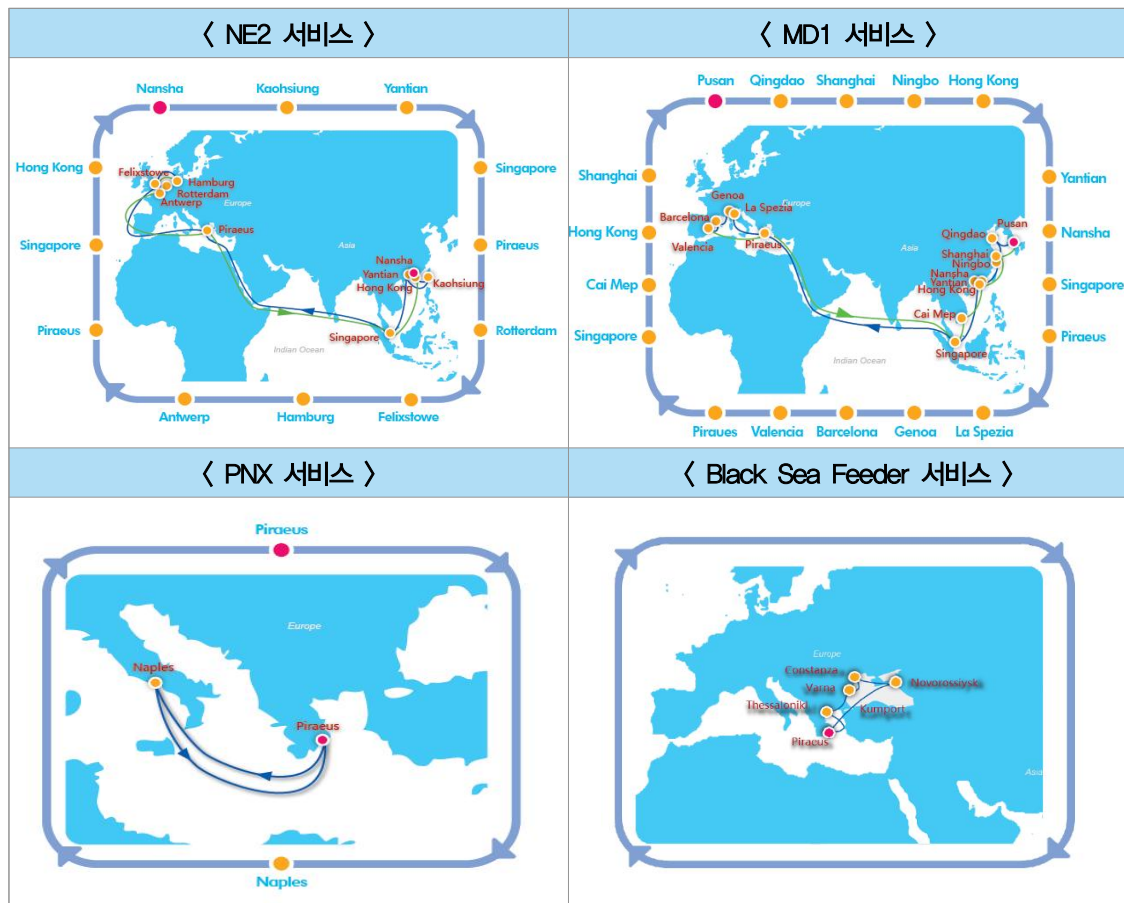 〈 NE2 서비스 〉
〈 MD1 서비스 〉
Nansha
Kaohsiung
Yantian
Hong Kong
Singapore
Singapore
Piraeus
Piraeus
Rotterdam
Antwerp
Hamburg
Felixstowe
Felixstowe
Hamburg
Rotterdam
Antwerp
Europe
Piraeus
Asia
Nansha
Yantian
Hong Kong
Kaohsiung
Singapore
Indian Ocean
Pusan
Qingdao
Shanghai
Ningbo
Hong Kong
Shanghai
Yantian
Hong Kong
Nansha
Cai Mep
Singapore
Singapore
Piraeus
Piraues
Valencia
Barcelona
Genoa
La Spezia
Genoa
La Spezia
Europe
Barcelona
Valencia
Piraeus
Asia
Pusan
Qingdao
Shanghai
Ningbo
Nansha
Yantian
Hong Kong
Cai Mep
Singapore
Indian Ocean
〈 PNX 서비스 〉
〈 Black Sea Feeder 서비스 〉
Piraeus
Europe
Naples
Piraeus
Naples
Europe
Constapza
Varna
Novorossiyski
Thessaloniki
Kumport
Piraeus
Asia